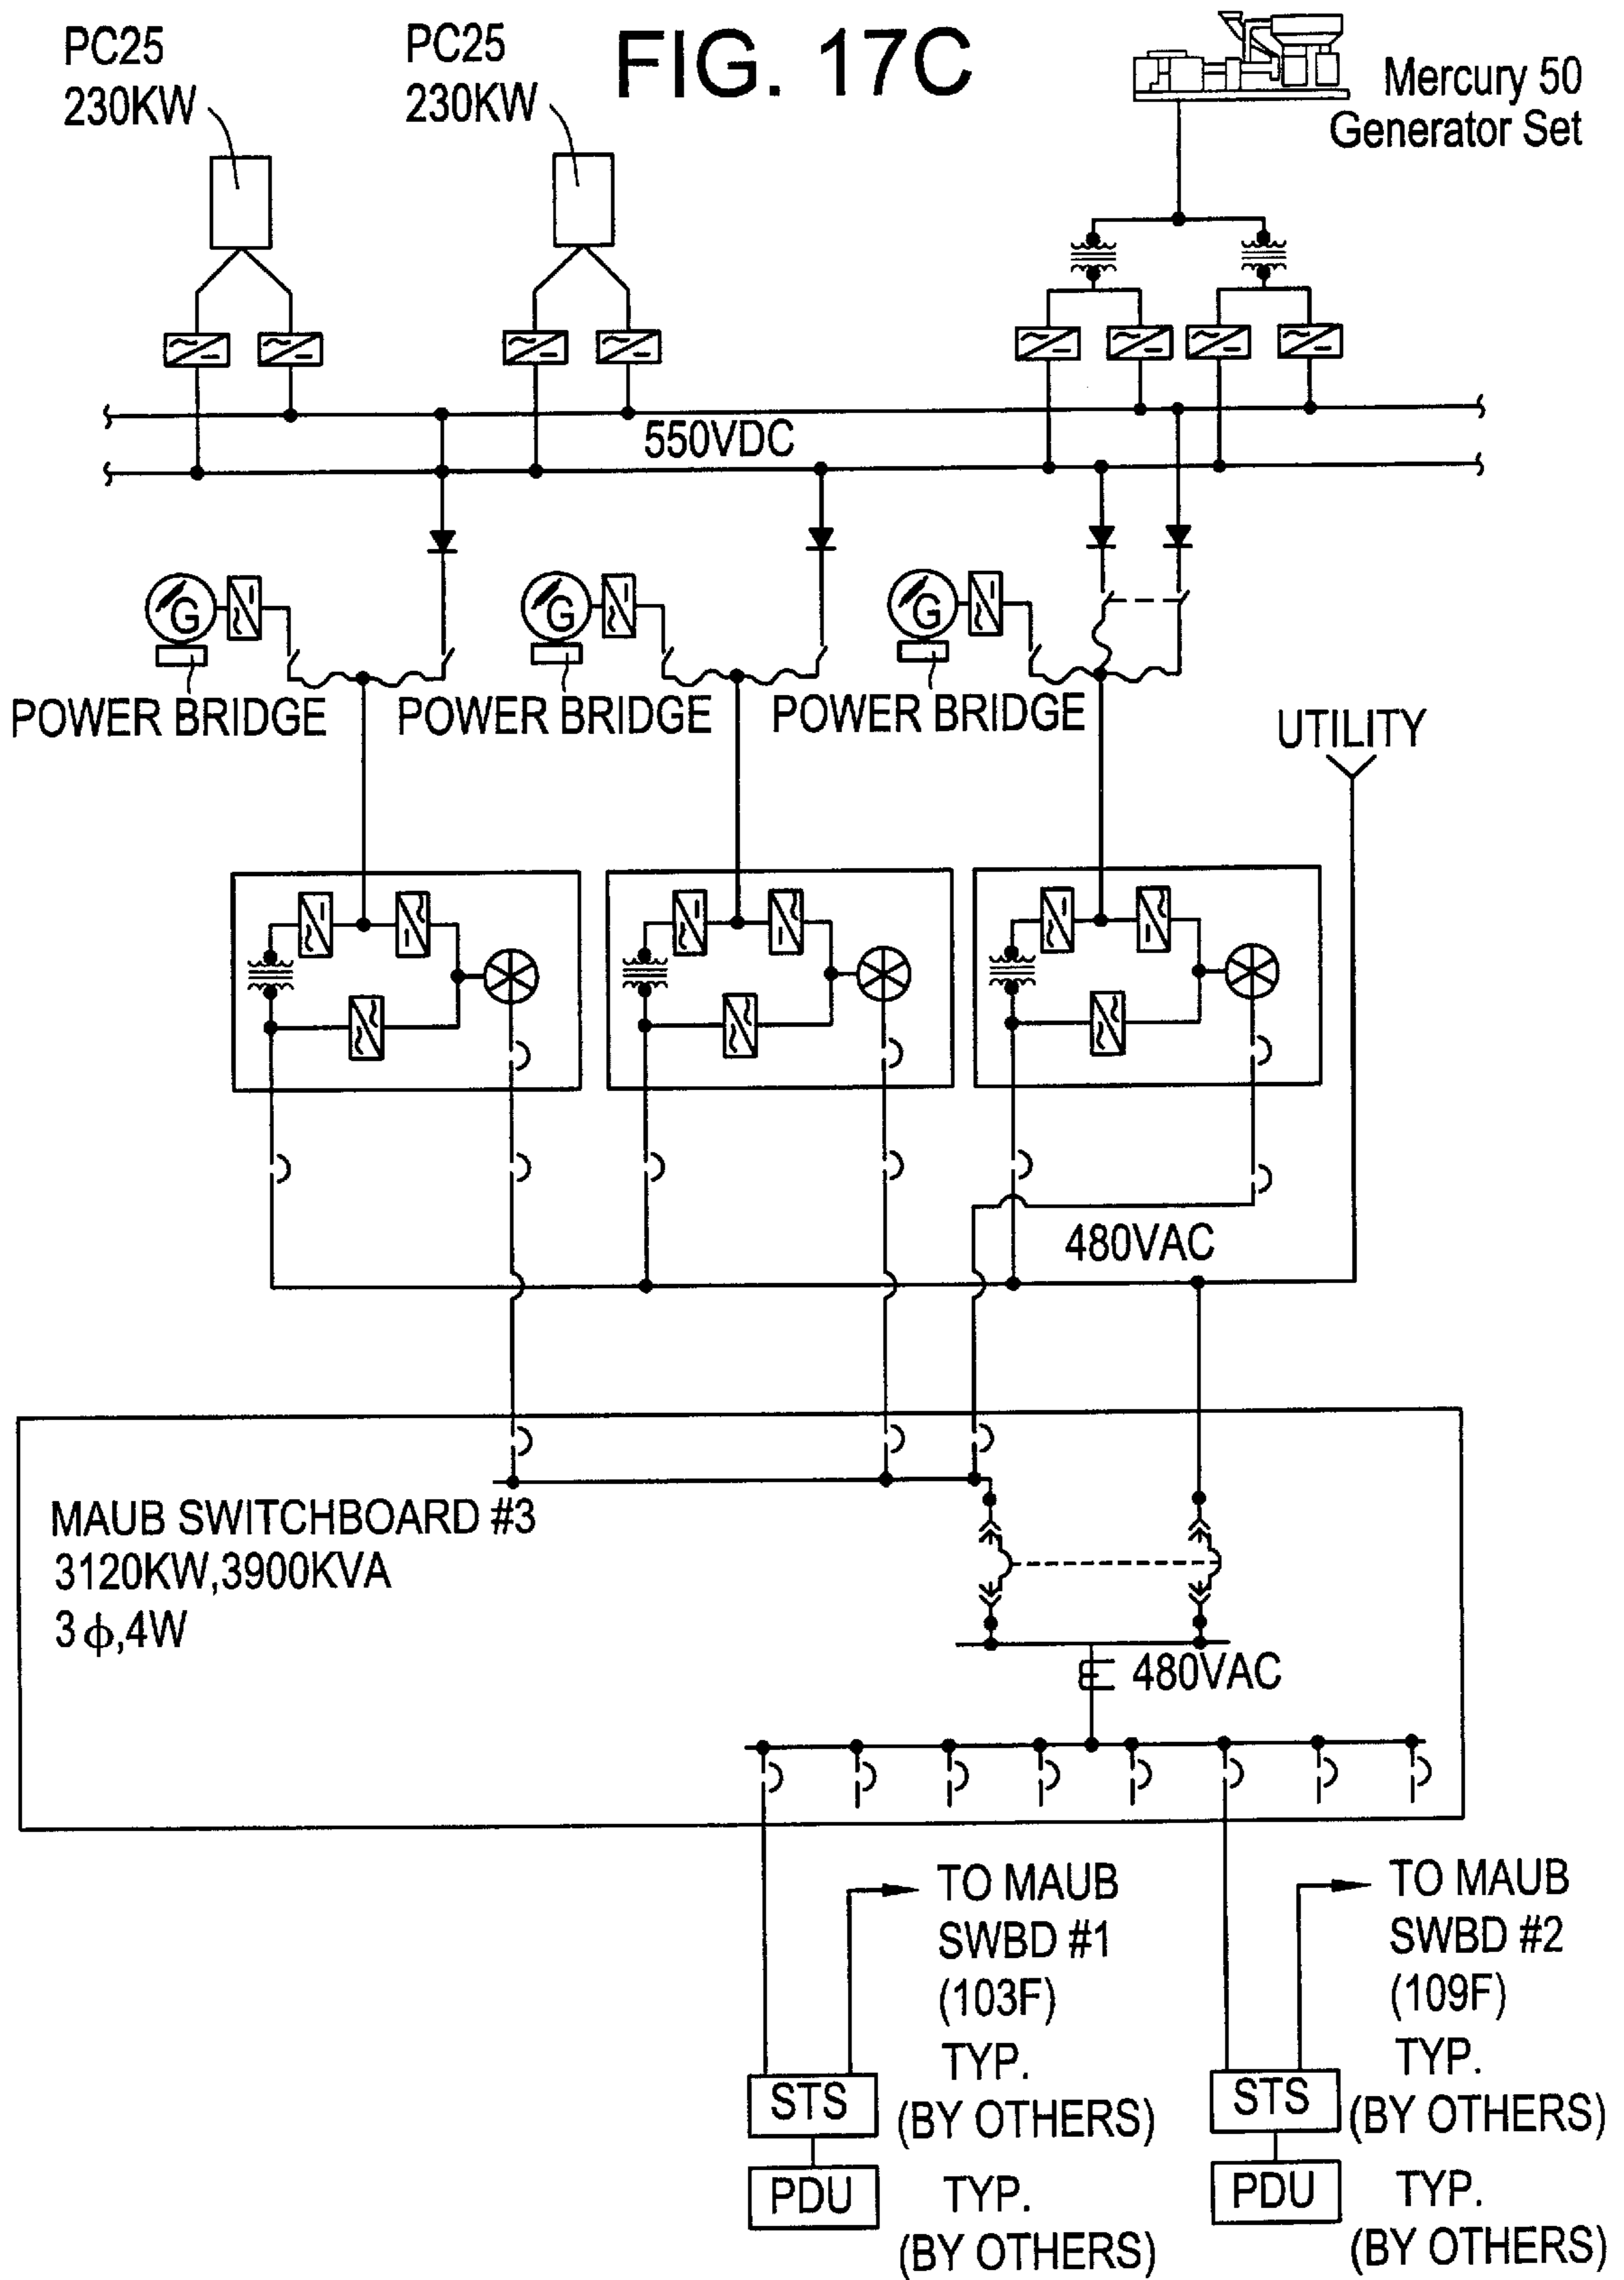 PC25
230KW
PC25
230KW
FIG. 17C
Mercury 50
Generator Set
550VDC
G
G
G
POWER BRIDGE
POWER BRIDGE
POWER BRIDGE
UTILITY
480VAC
MAUB SWITCHBOARD #3
3120KW,3900KVA
3 ϕ,4W
480VAC
TO MAUB
SWBD #1
(103F)
TYP.
(BY OTHERS)
STS
PDU
TYP.
(BY OTHERS)
TO MAUB
SWBD #2
(109F)
TYP.
(BY OTHERS)
STS
PDU
TYP.
(BY OTHERS)